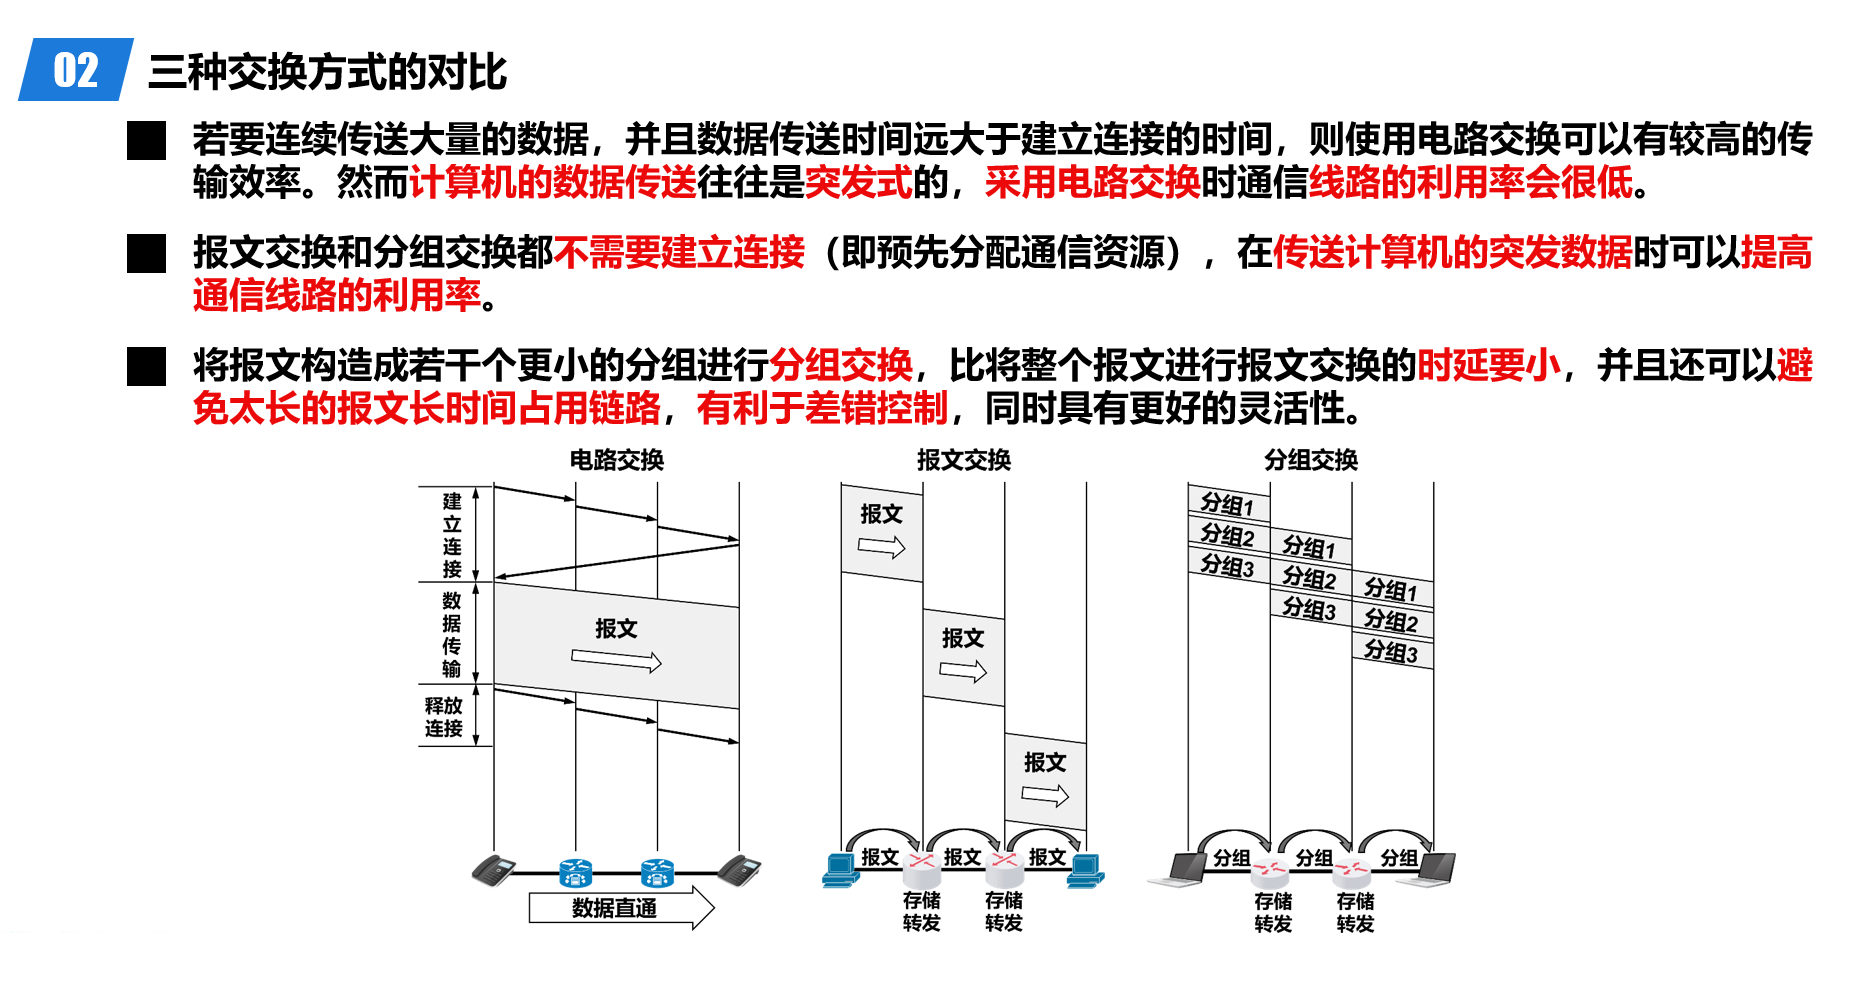 02 三种交换方式的对比
若要连续传送大量的数据，并且数据传送时间远大于建立连接的时间，则使用电路交换可以有较高的传
输效率。然而计算机的数据传送往往是突发式的，采用电路交换时通信线路的利用率会很低。
报文交换和分组交换都不需要建立连接（即预先分配通信资源），在传送计算机的突发数据时可以提高
通信线路的利用率。
将报文构造成若干个更小的分组进行分组交换，比将整个报文进行报文交换的时延要小，并且还可以避
免太长的报文长时间占用链路，有利于差错控制，同时具有更好的灵活性。
电路交换
建
立
连
接
数
据
传
输
释放
连接
报文
数据直通
报文交换
报文
报文
报文
报文 报文 报文
存储 存储
转发 转发
分组交换
分组1
分组2 分组1
分组3 分组2 分组1
分组3 分组2
分组3
分组 分组 分组
存储 存储
转发 转发